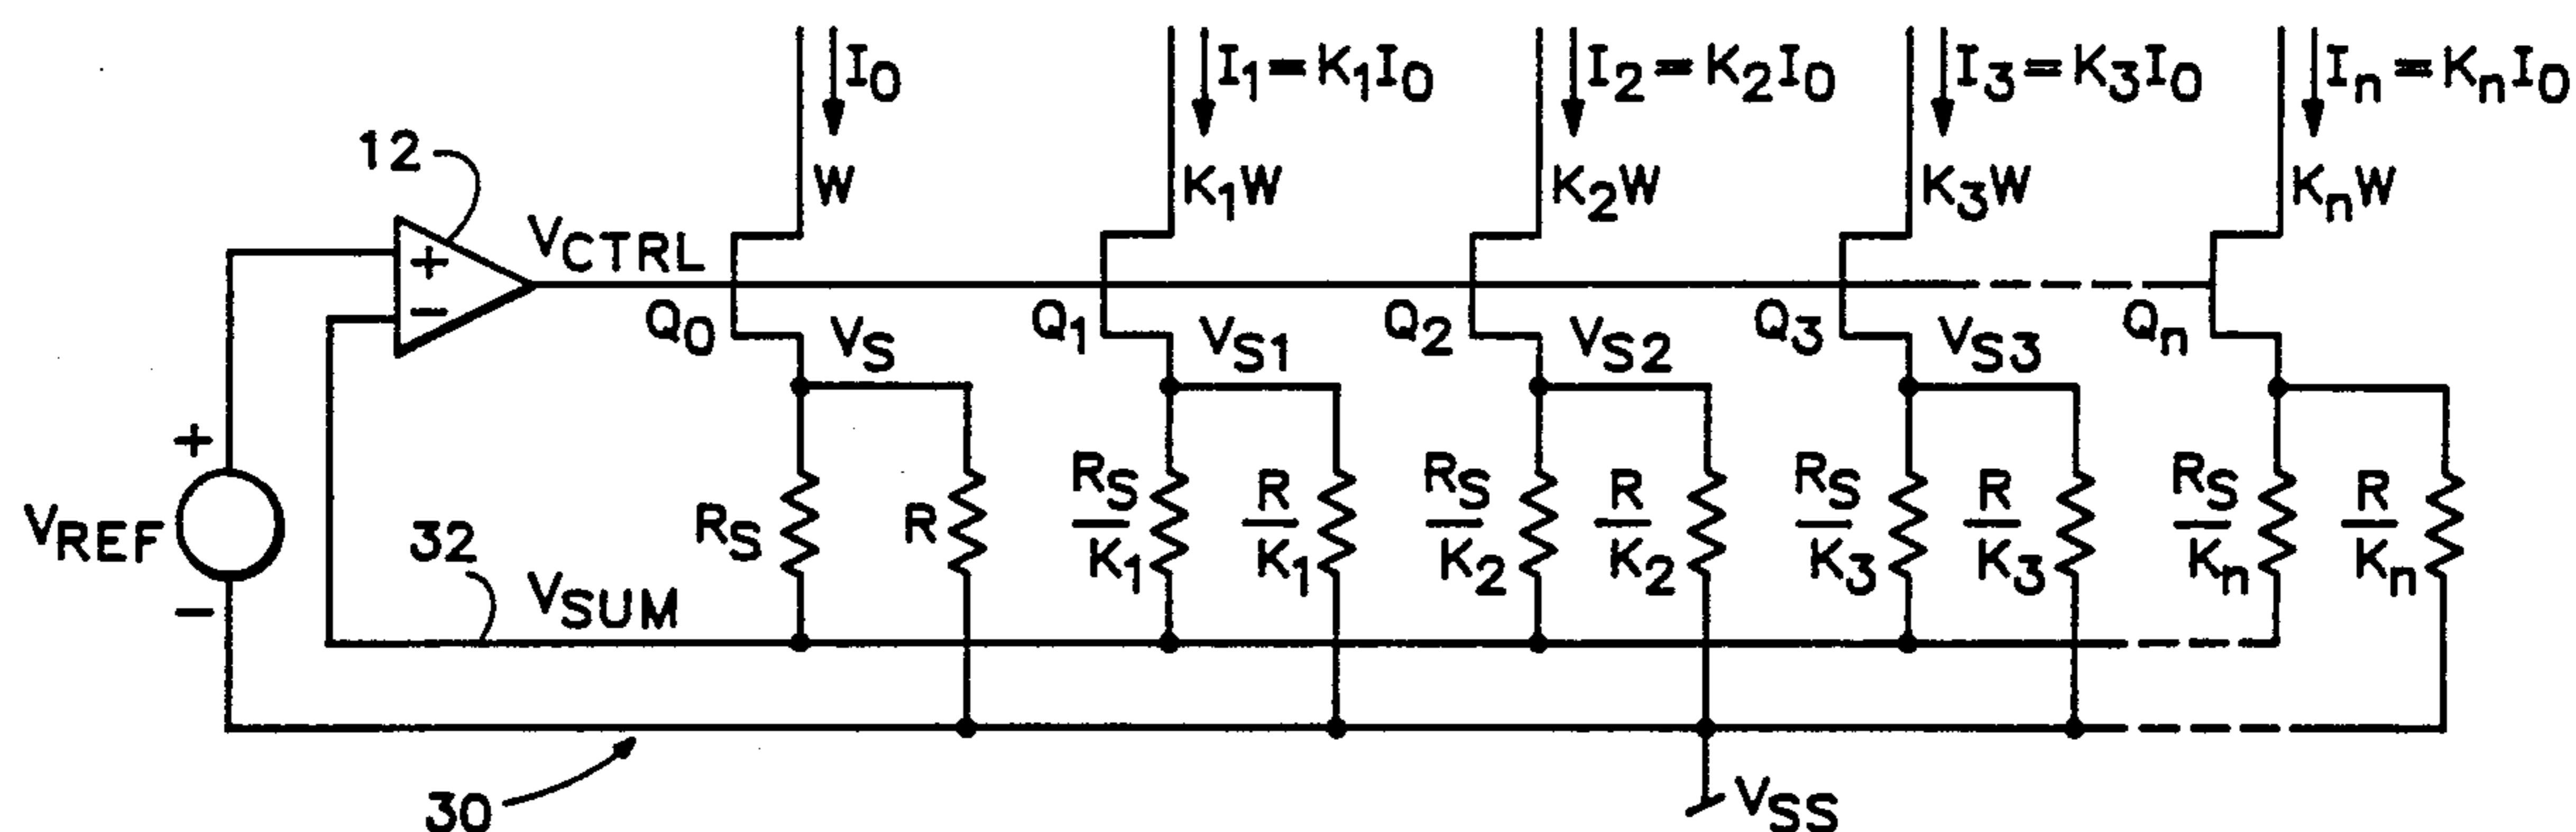 I0 I1=K1I0 I2=K2I0 I3=K3I0 In=KnI0
12 W K1W K2W K3W KnW
VCTRL
+
−
Q0 VS Q1 VS1 Q2 VS2 Q3 VS3 Qn
+
VREF
−
RS R RS/K1 R/K1 RS/K2 R/K2 RS/K3 R/K3 RS/Kn R/Kn
32
VSUM
30
VSS